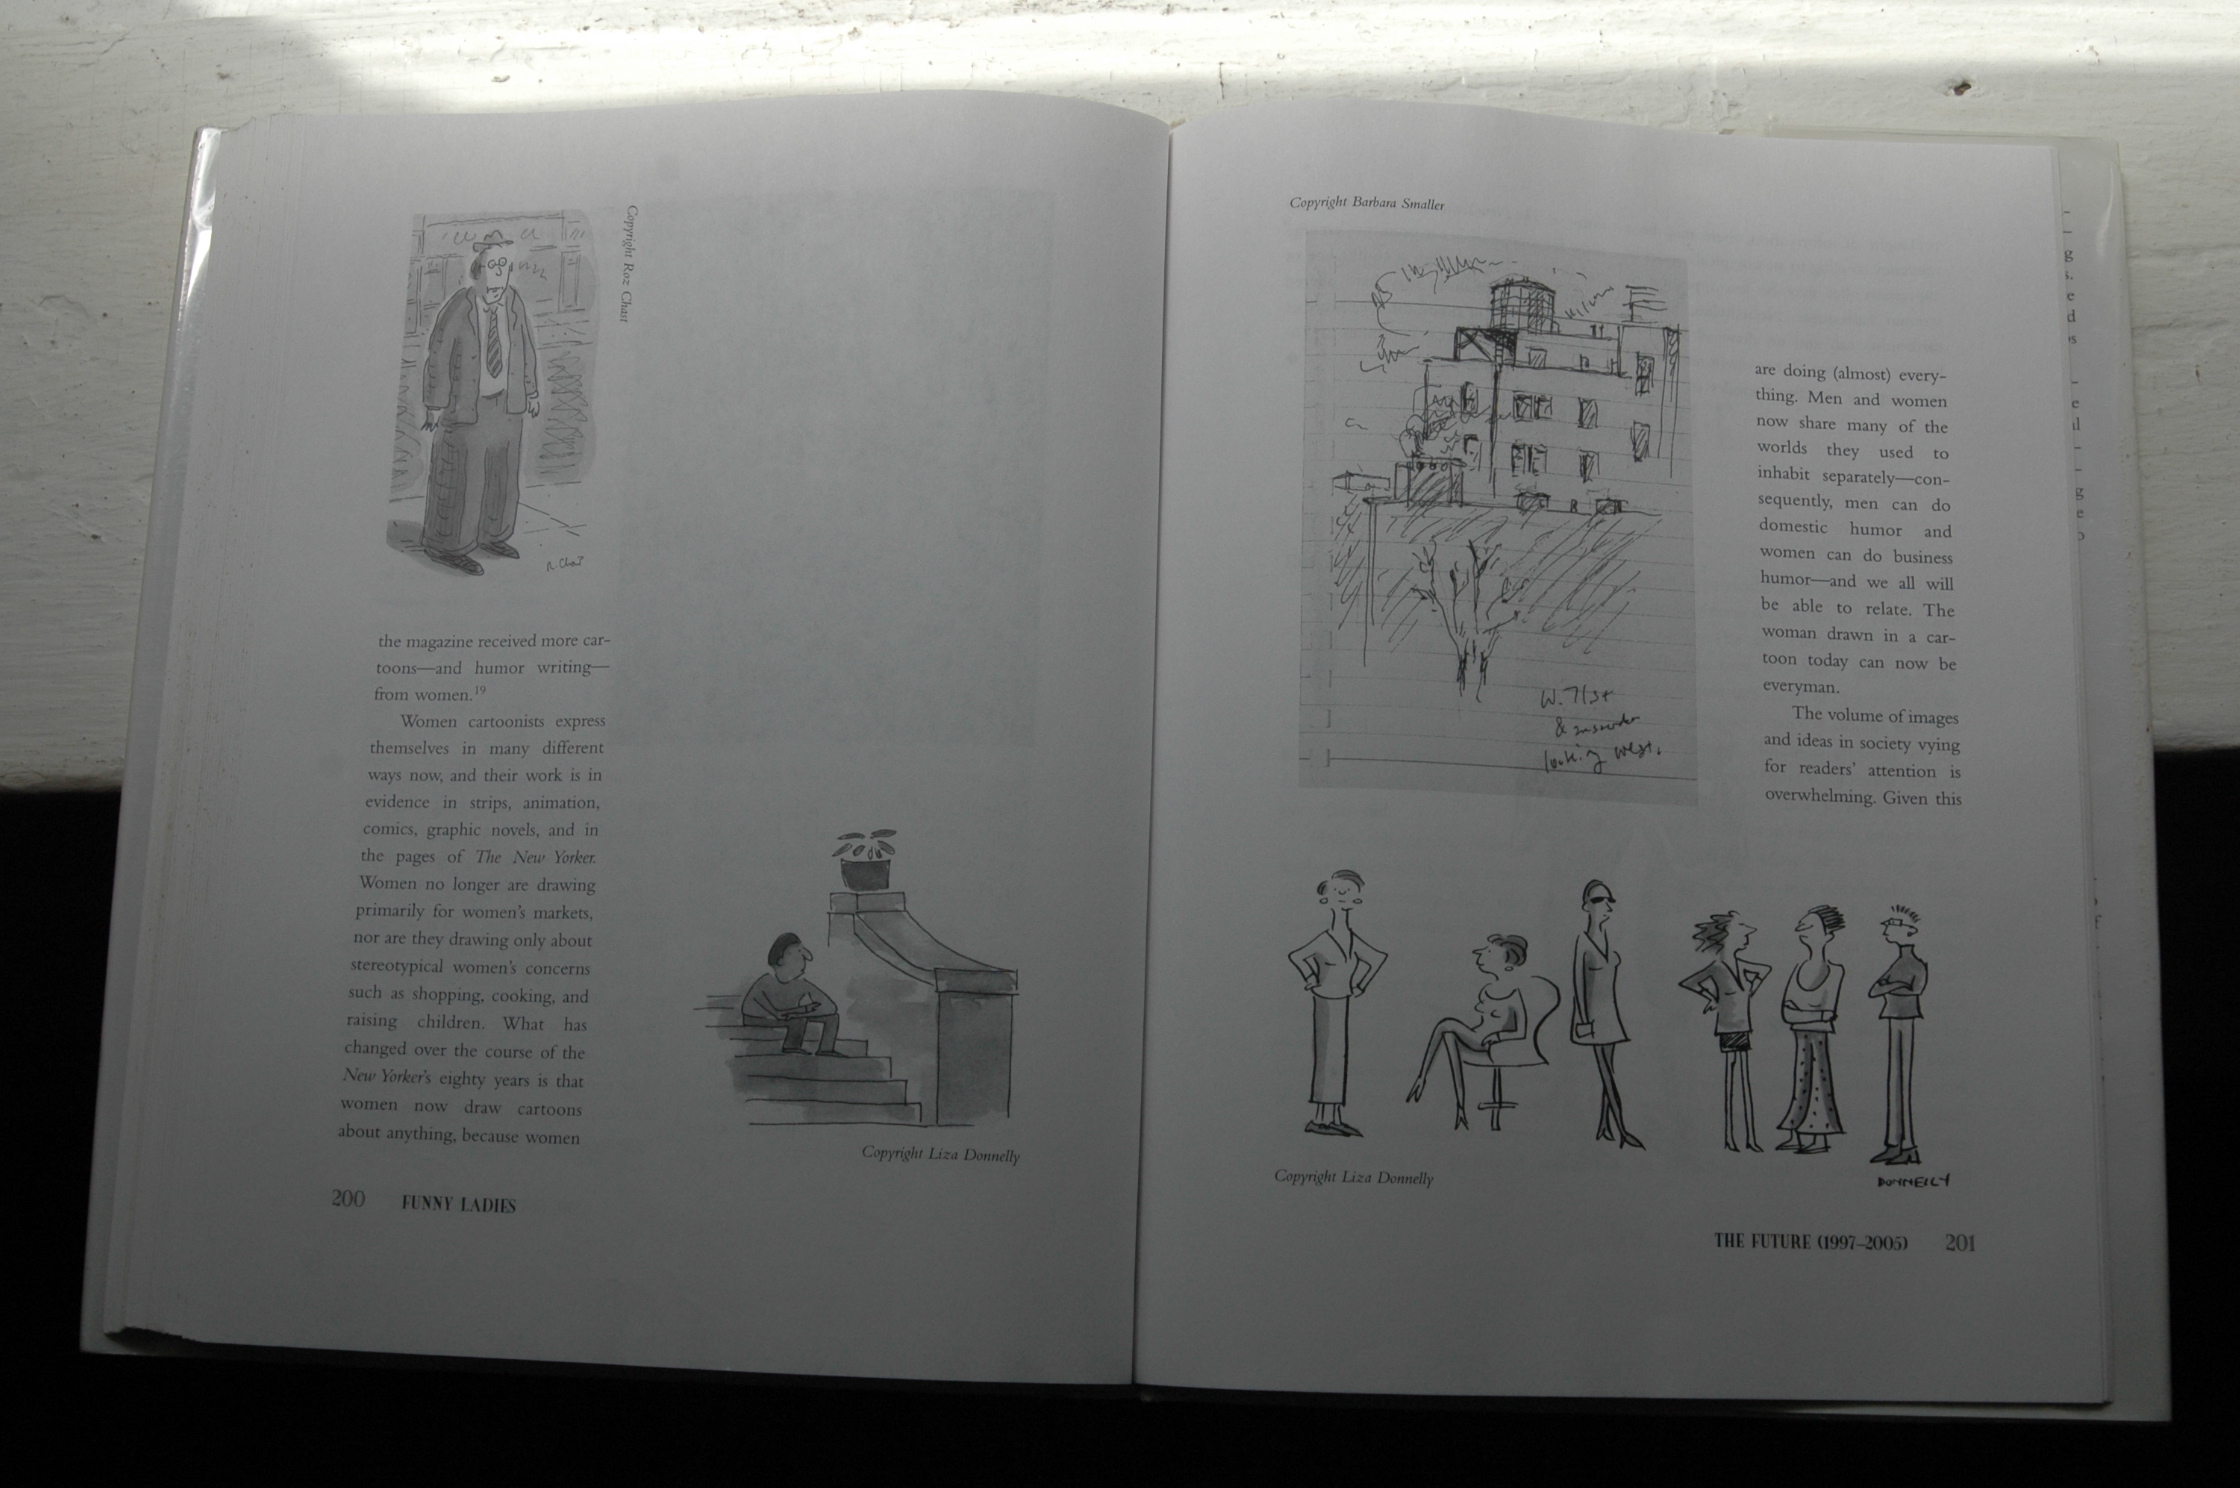 Copyright Roz Chast
R. Chast
the magazine received more car-
toons—and humor writing—
from women.19
Women cartoonists express
themselves in many different
ways now, and their work is in
evidence in strips, animation,
comics, graphic novels, and in
the pages of The New Yorker.
Women no longer are drawing
primarily for women's markets,
nor are they drawing only about
stereotypical women's concerns
such as shopping, cooking, and
raising children. What has
changed over the course of the
New Yorker's eighty years is that
women now draw cartoons
about anything, because women
Copyright Liza Donnelly
200 FUNNY LADIES
Copyright Barbara Smaller
W. 71st
&
looking west.
are doing (almost) every-
thing. Men and women
now share many of the
worlds they used to
inhabit separately—con-
sequently, men can do
domestic humor and
women can do business
humor—and we all will
be able to relate. The
woman drawn in a car-
toon today can now be
everyman.
The volume of images
and ideas in society vying
for readers' attention is
overwhelming. Given this
Copyright Liza Donnelly
DONNELLY
THE FUTURE (1997–2005) 201